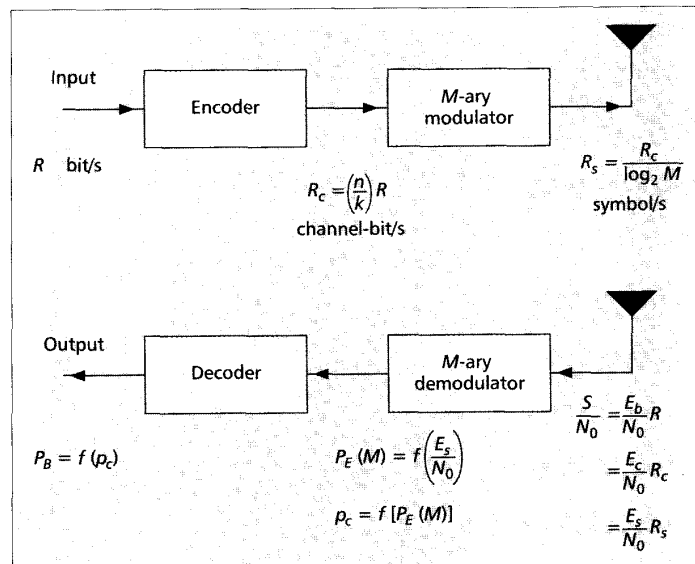 Input
Encoder
M-ary
modulator
R bit/s
R_c = (n/k) R
channel-bit/s
R_s = R_c / log_2 M
symbol/s
Output
Decoder
M-ary
demodulator
S/N_0 = E_b/N_0 R
P_B = f (p_c)
P_E (M) = f(E_s/N_0)
= E_c/N_0 R_c
p_c = f [P_E (M)]
= E_s/N_0 R_s